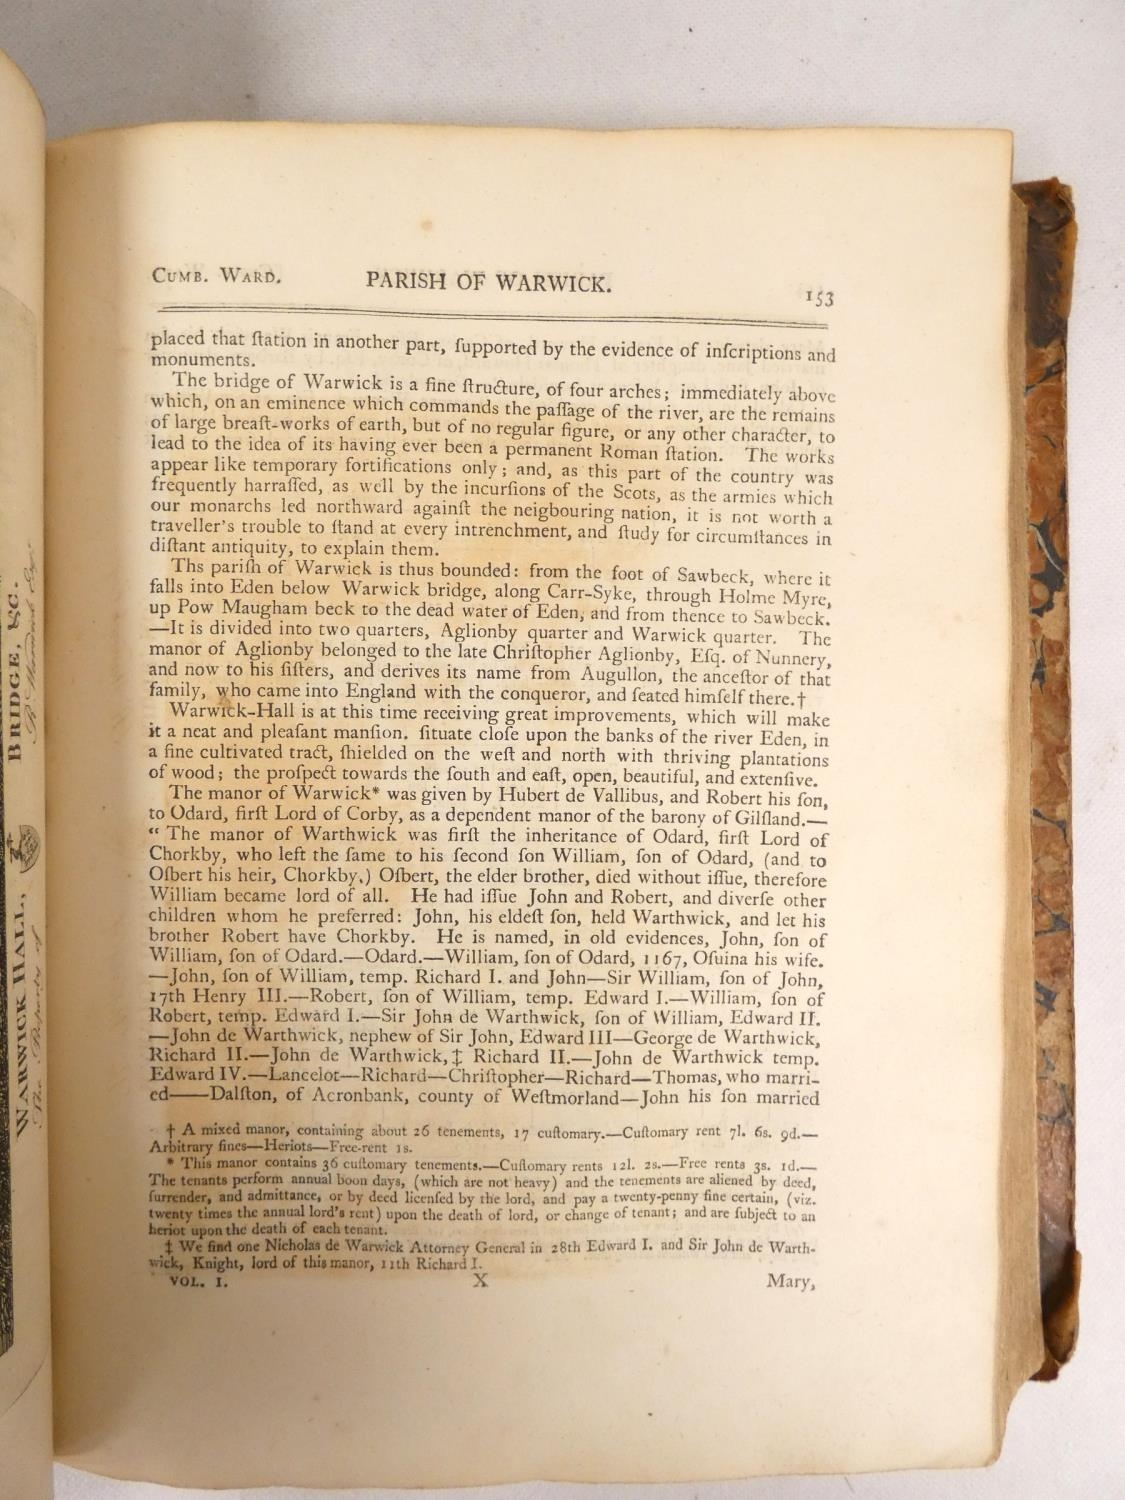 CUMB. WARD. PARISH OF WARWICK. 153
placed that ſtation in another part, ſupported by the evidence of inſcriptions and
monuments.
The bridge of Warwick is a fine ſtructure, of four arches; immediately above
which, on an eminence which commands the paſſage of the river, are the remains
of large breaſt-works of earth, but of no regular figure, or any other character, to
lead to the idea of its having ever been a permanent Roman ſtation. The works
appear like temporary fortifications only; and, as this part of the country was
frequently harraſſed, as well by the incurſions of the Scots, as the armies which
our monarchs led northward againſt the neigbouring nation, it is not worth a
traveller's trouble to ſtand at every intrenchment, and ſtudy for circumſtances in
diſtant antiquity, to explain them.
Ths pariſh of Warwick is thus bounded: from the foot of Sawbeck, where it
falls into Eden below Warwick bridge, along Carr-Syke, through Holme Myre,
up Pow Maugham beck to the dead water of Eden, and from thence to Sawbeck.
—It is divided into two quarters, Aglionby quarter and Warwick quarter. The
manor of Aglionby belonged to the late Chriſtopher Aglionby, Eſq. of Nunnery,
and now to his ſiſters, and derives its name from Augullon, the anceſtor of that
family, who came into England with the conqueror, and ſeated himſelf there.†
Warwick-Hall is at this time receiving great improvements, which will make
it a neat and pleaſant manſion. ſituate cloſe upon the banks of the river Eden, in
a fine cultivated tract, ſhielded on the weſt and north with thriving plantations
of wood; the proſpect towards the ſouth and eaſt, open, beautiful, and extenſive.
The manor of Warwick* was given by Hubert de Vallibus, and Robert his ſon,
to Odard, firſt Lord of Corby, as a dependent manor of the barony of Gilſland.—
“ The manor of Warthwick was firſt the inheritance of Odard, firſt Lord of
Chorkby, who left the ſame to his ſecond ſon William, ſon of Odard, (and to
Oſbert his heir, Chorkby,) Oſbert, the elder brother, died without iſſue, therefore
William became lord of all. He had iſſue John and Robert, and diverſe other
children whom he preferred: John, his eldeſt ſon, held Warthwick, and let his
brother Robert have Chorkby. He is named, in old evidences, John, ſon of
William, ſon of Odard.—Odard.—William, ſon of Odard, 1167, Oſuina his wife.
—John, ſon of William, temp. Richard I. and John—Sir William, ſon of John,
17th Henry III.—Robert, ſon of William, temp. Edward I.—William, ſon of
Robert, temp. Edward I.—Sir John de Warthwick, ſon of William, Edward II.
—John de Warthwick, nephew of Sir John, Edward III—George de Warthwick,
Richard II.—John de Warthwick,‡ Richard II.—John de Warthwick temp.
Edward IV.—Lancelot—Richard—Chriſtopher—Richard—Thomas, who marri-
ed——Dalſton, of Acronbank, county of Weſtmorland—John his ſon married
† A mixed manor, containing about 26 tenements, 17 cuſtomary.—Cuſtomary rent 7l. 6s. 9d.—
Arbitrary fines—Heriots—Free-rent 1s.
* This manor contains 36 cuſtomary tenements.—Cuſtomary rents 12l. 2s.—Free rents 3s. 1d.—
The tenants perform annual boon days, (which are not heavy) and the tenements are aliened by deed,
ſurrender, and admittance, or by deed licenſed by the lord, and pay a twenty-penny fine certain, (viz.
twenty times the annual lord's rent) upon the death of lord, or change of tenant; and are ſubject to an
heriot upon the death of each tenant.
‡ We find one Nicholas de Warwick Attorney General in 28th Edward I. and Sir John de Warth-
wick, Knight, lord of this manor, 11th Richard I.
VOL. I. X Mary,
WARWICK HALL, BRIDGE, &C.
The Property of R. Warwick Esqr.